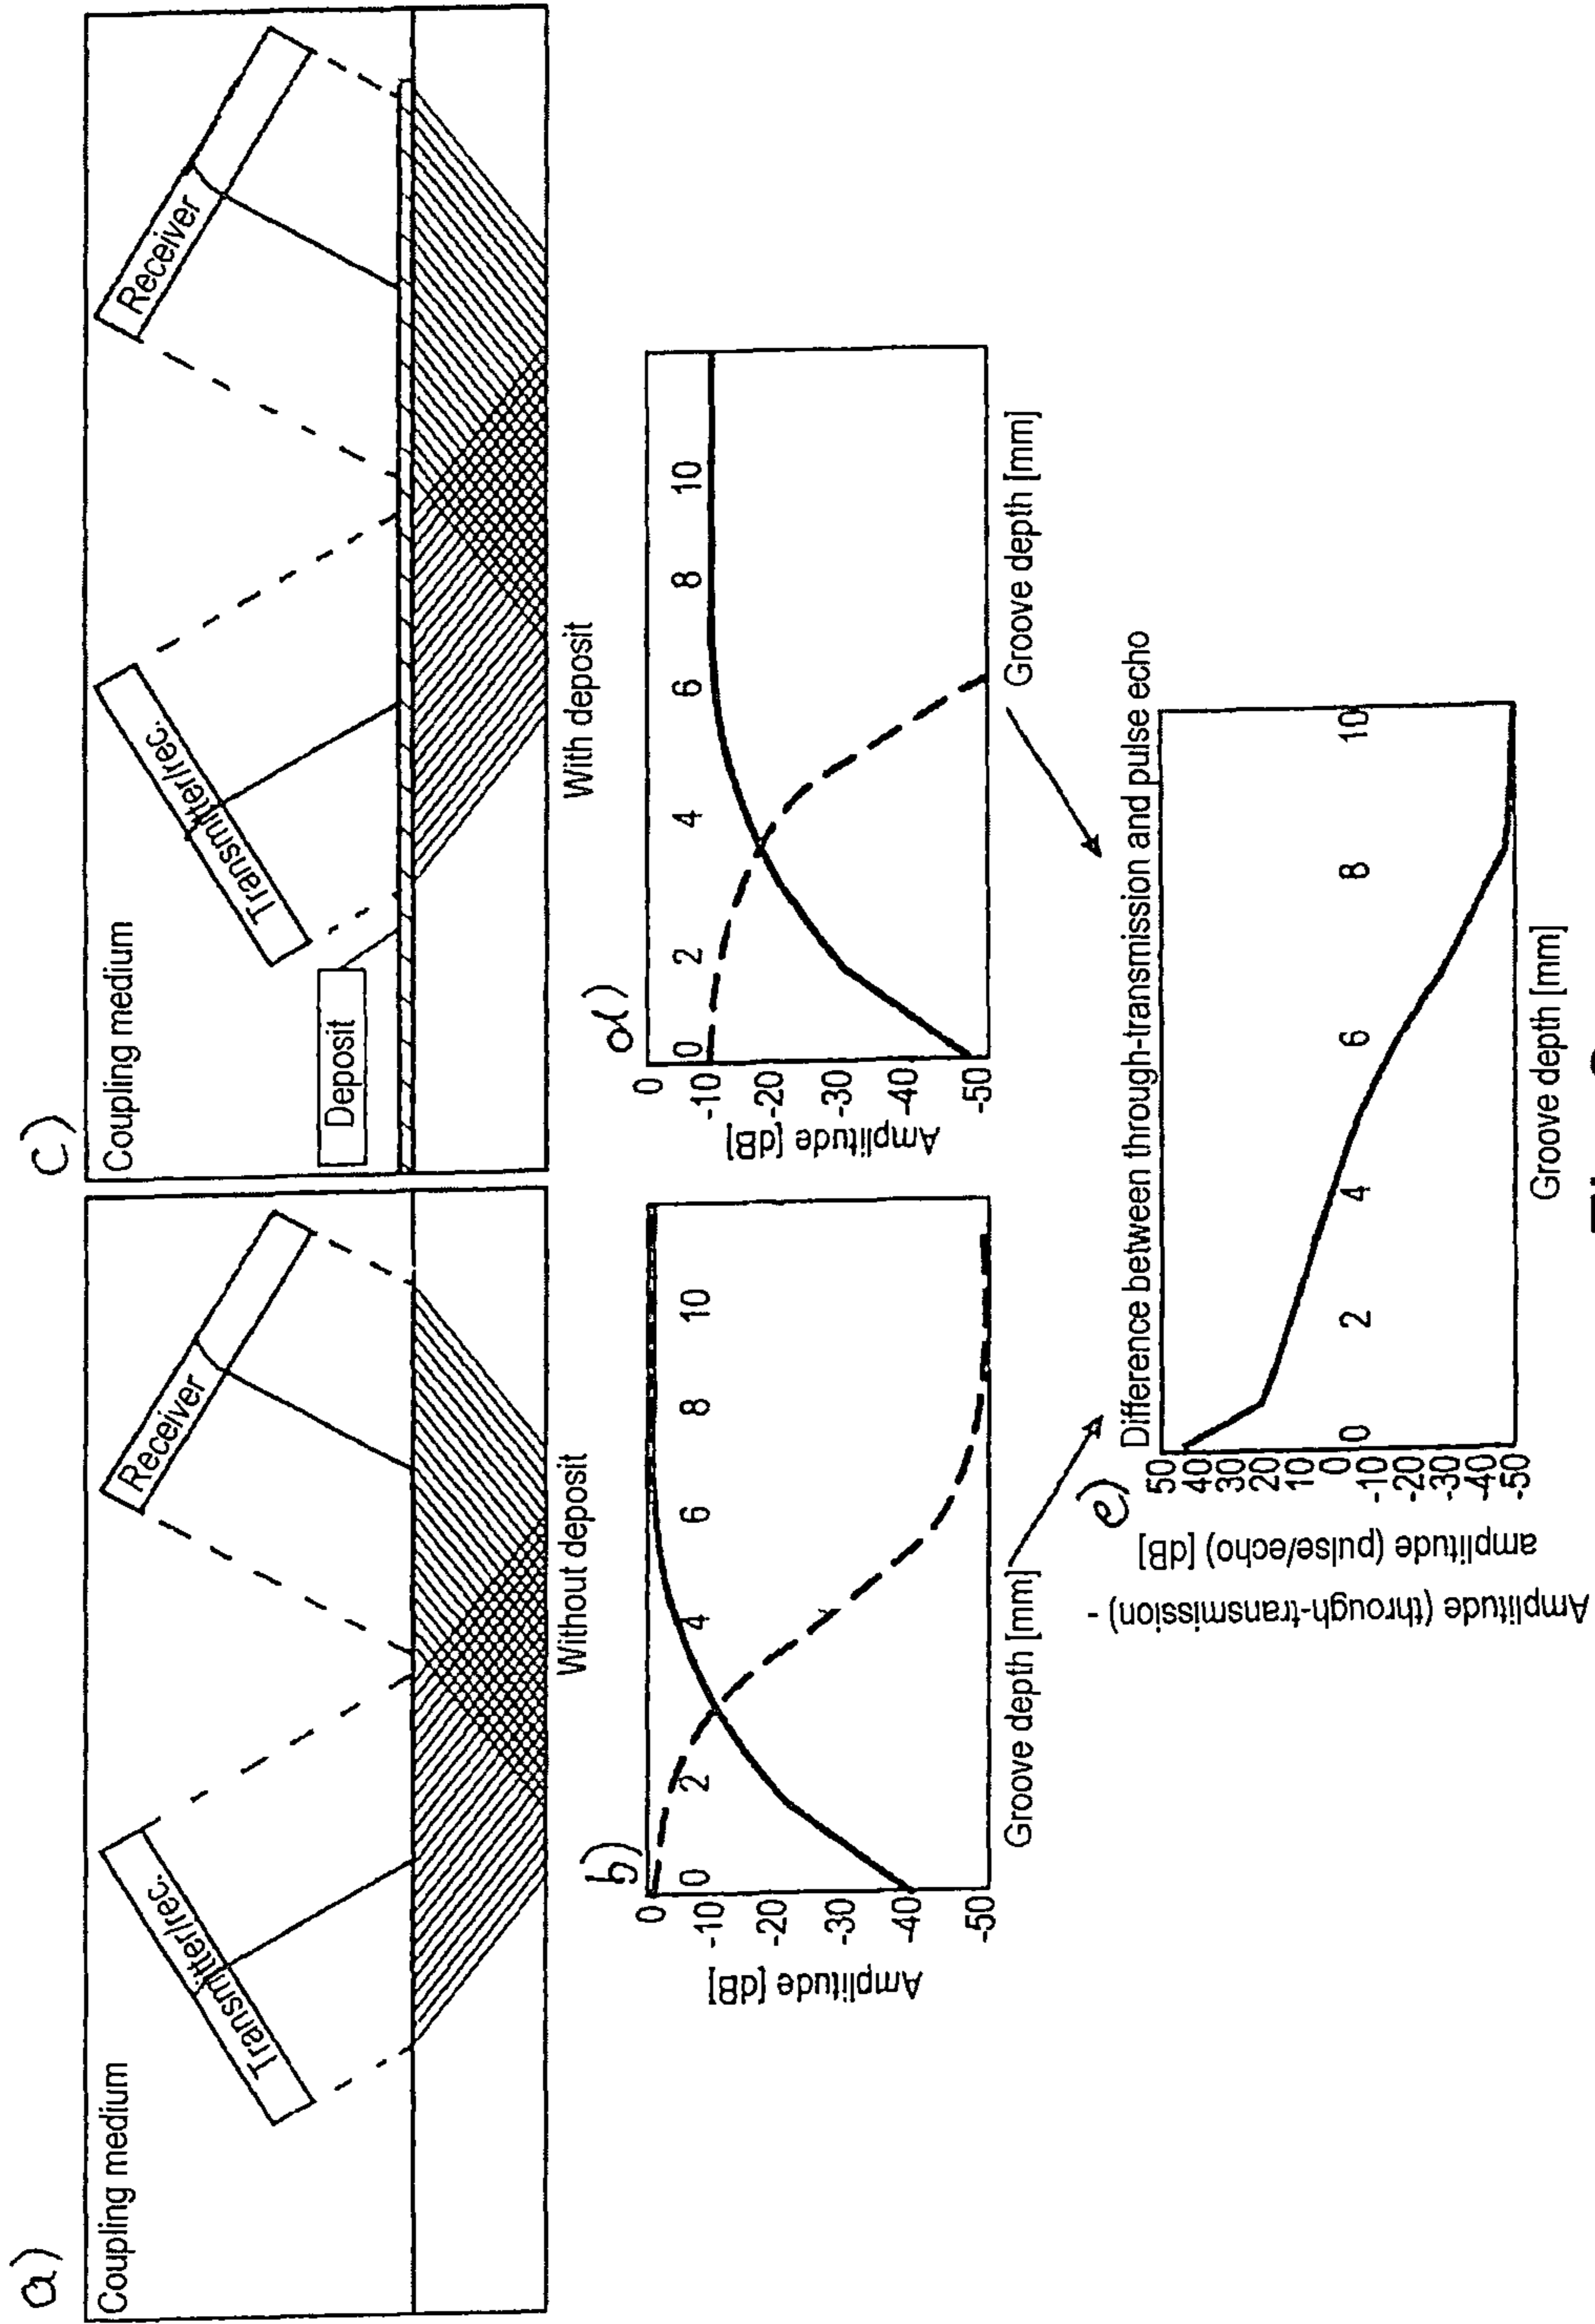 a)
Coupling medium
Transmitter/rec.
Receiver
Without deposit
b)
Amplitude [dB]
0
-10
-20
-30
-40
-50
0 2 4 6 8 10
Groove depth [mm]
c)
Coupling medium
Deposit
Transmitter/rec.
Receiver
With deposit
d)
Amplitude [dB]
0
-10
-20
-30
-40
-50
0 2 4 6 8 10
Groove depth [mm]
e)
Difference between through-transmission and pulse echo
Amplitude (through-transmission) -
amplitude (pulse/echo) [dB]
50
40
30
20
10
0
-10
-20
-30
-40
-50
0 2 4 6 8 10
Groove depth [mm]